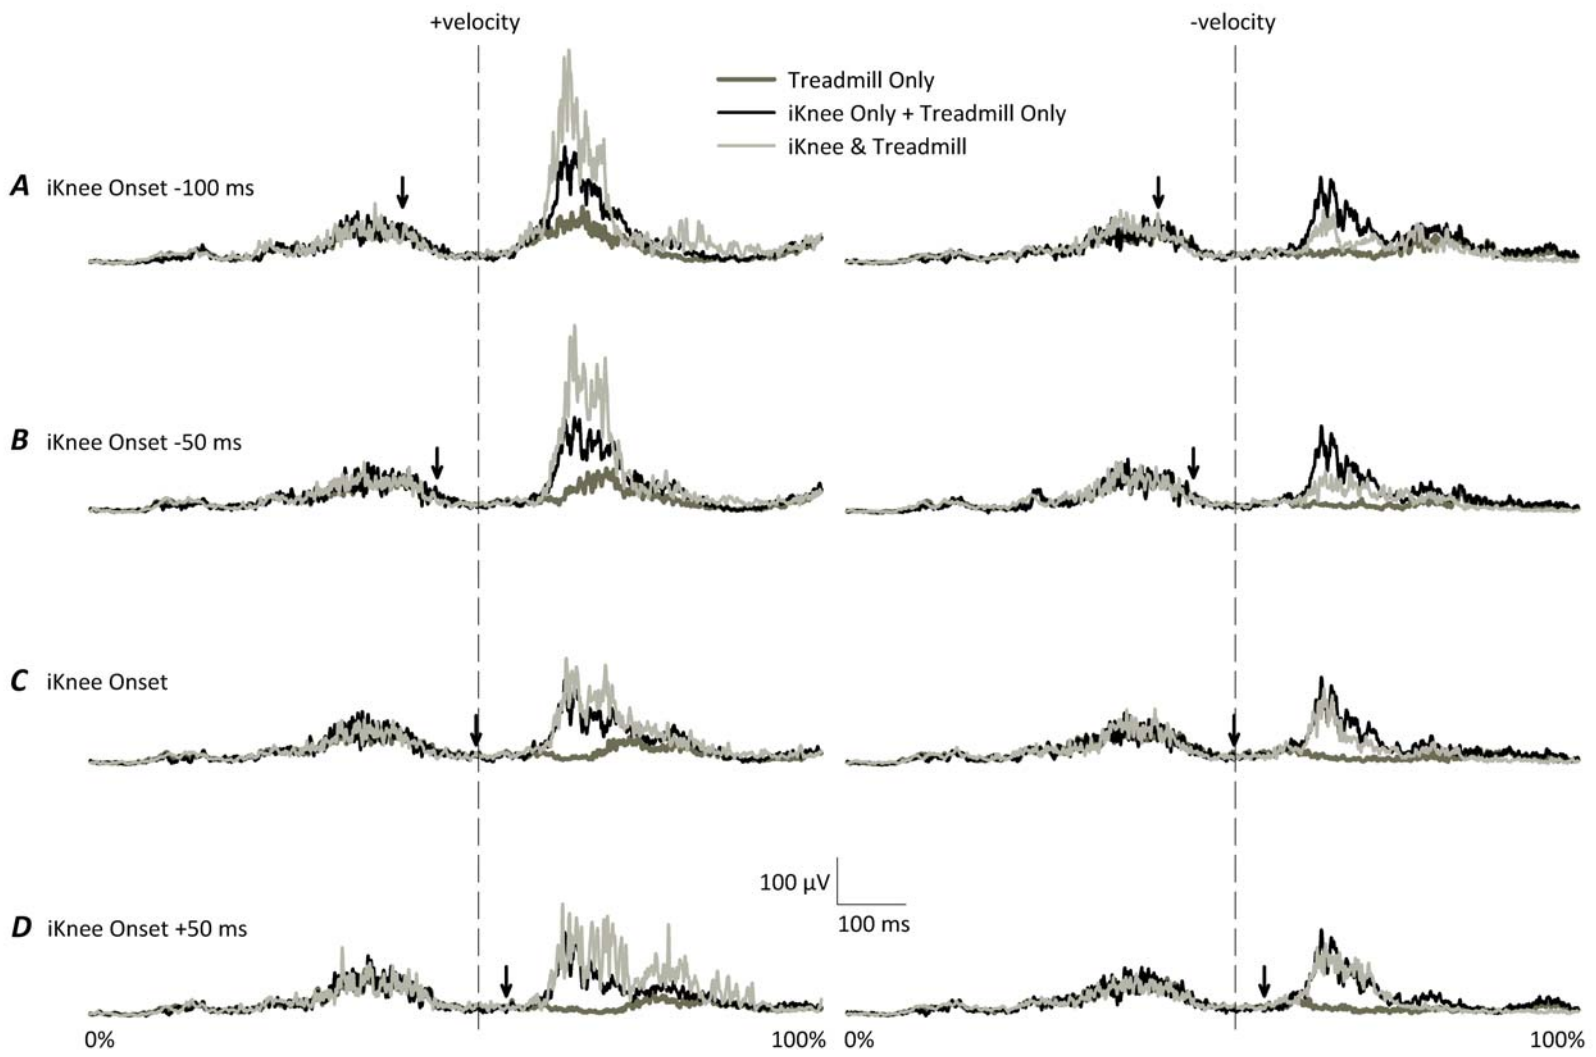 +velocity
-velocity
Treadmill Only
iKnee Only + Treadmill Only
iKnee & Treadmill
A iKnee Onset -100 ms
B iKnee Onset -50 ms
C iKnee Onset
100 µV
100 ms
D iKnee Onset +50 ms
0% 100% 0% 100%